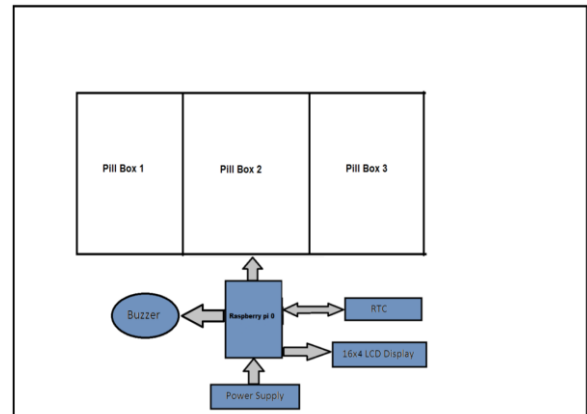 Pill Box 1
Pill Box 2
Pill Box 3
Buzzer
Raspberry pi 0
RTC
16x4 LCD Display
Power Supply